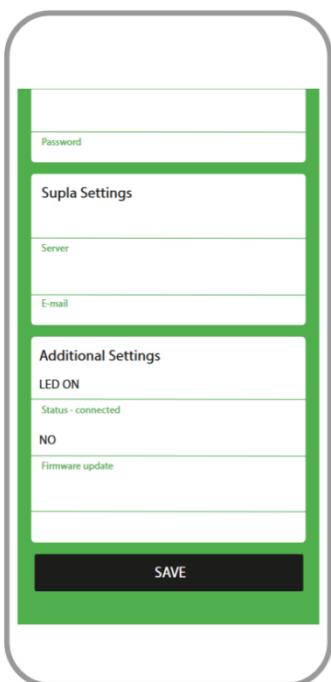 Password
Supla Settings
Server
E-mail
Additional Settings
LED ON
Status - connected
NO
Firmware update
SAVE